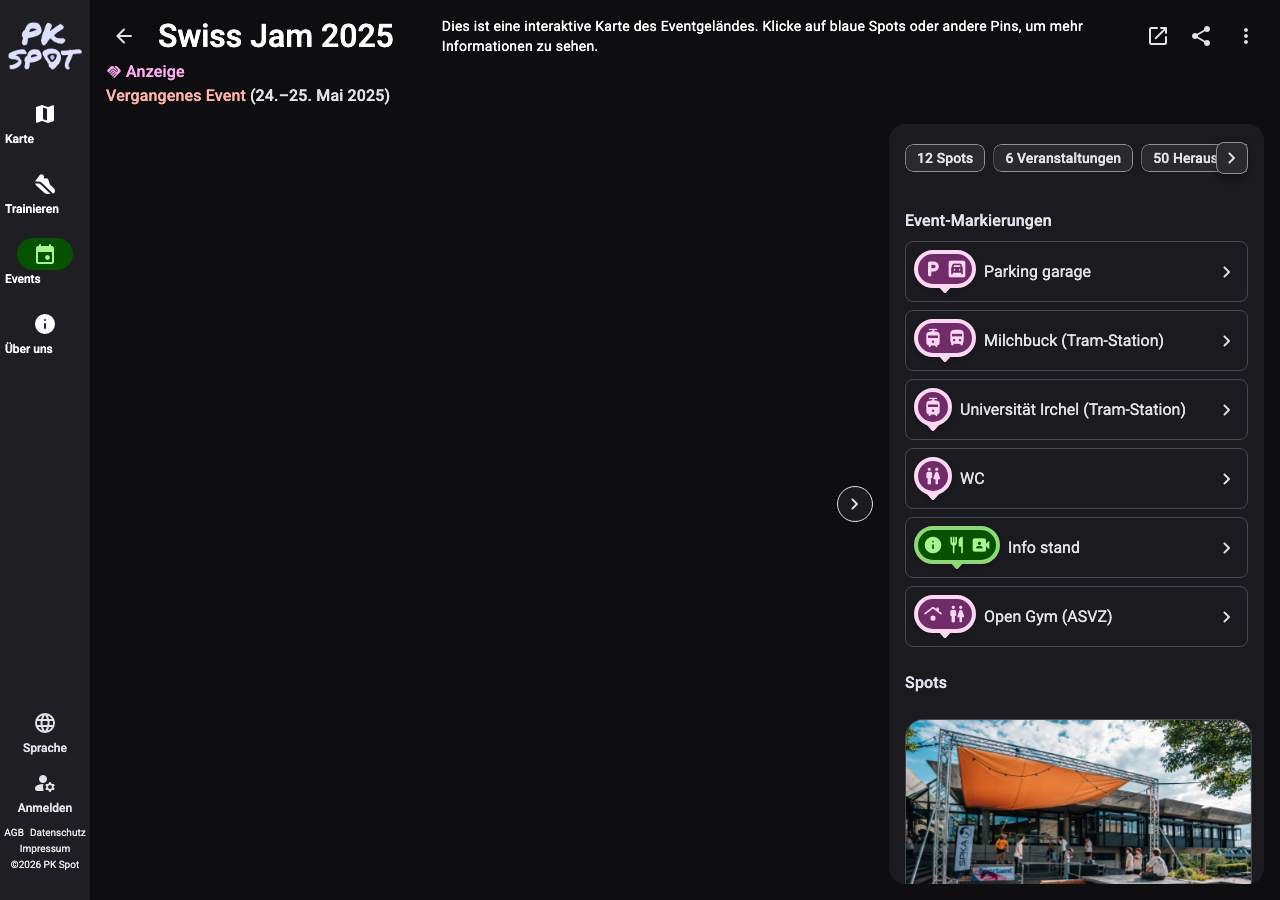 PK
SPOT
Karte
Trainieren
Events
Über uns
Sprache
Anmelden
AGB Datenschutz
Impressum
©2026 PK Spot
Swiss Jam 2025
Dies ist eine interaktive Karte des Eventgeländes. Klicke auf blaue Spots oder andere Pins, um mehr
Informationen zu sehen.
Anzeige
Vergangenes Event (24.–25. Mai 2025)
12 Spots
6 Veranstaltungen
50 Heraus
Event-Markierungen
P
Parking garage
Milchbuck (Tram-Station)
Universität Irchel (Tram-Station)
WC
Info stand
Open Gym (ASVZ)
Spots
SPKA